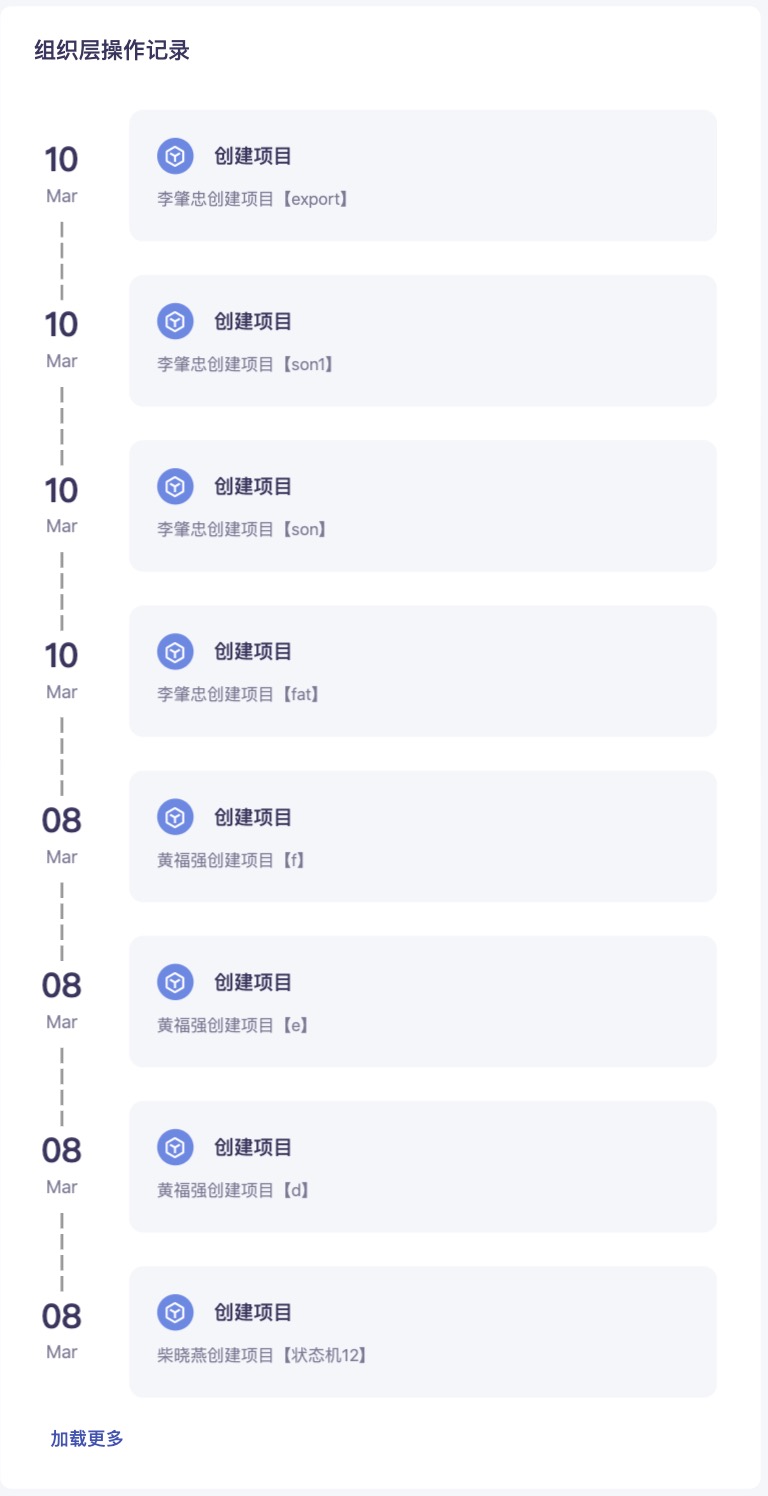 组织层操作记录
10
Mar
创建项目
李肇忠创建项目【export】
10
Mar
创建项目
李肇忠创建项目【son1】
10
Mar
创建项目
李肇忠创建项目【son】
10
Mar
创建项目
李肇忠创建项目【fat】
08
Mar
创建项目
黄福强创建项目【f】
08
Mar
创建项目
黄福强创建项目【e】
08
Mar
创建项目
黄福强创建项目【d】
08
Mar
创建项目
柴晓燕创建项目【状态机12】
加载更多